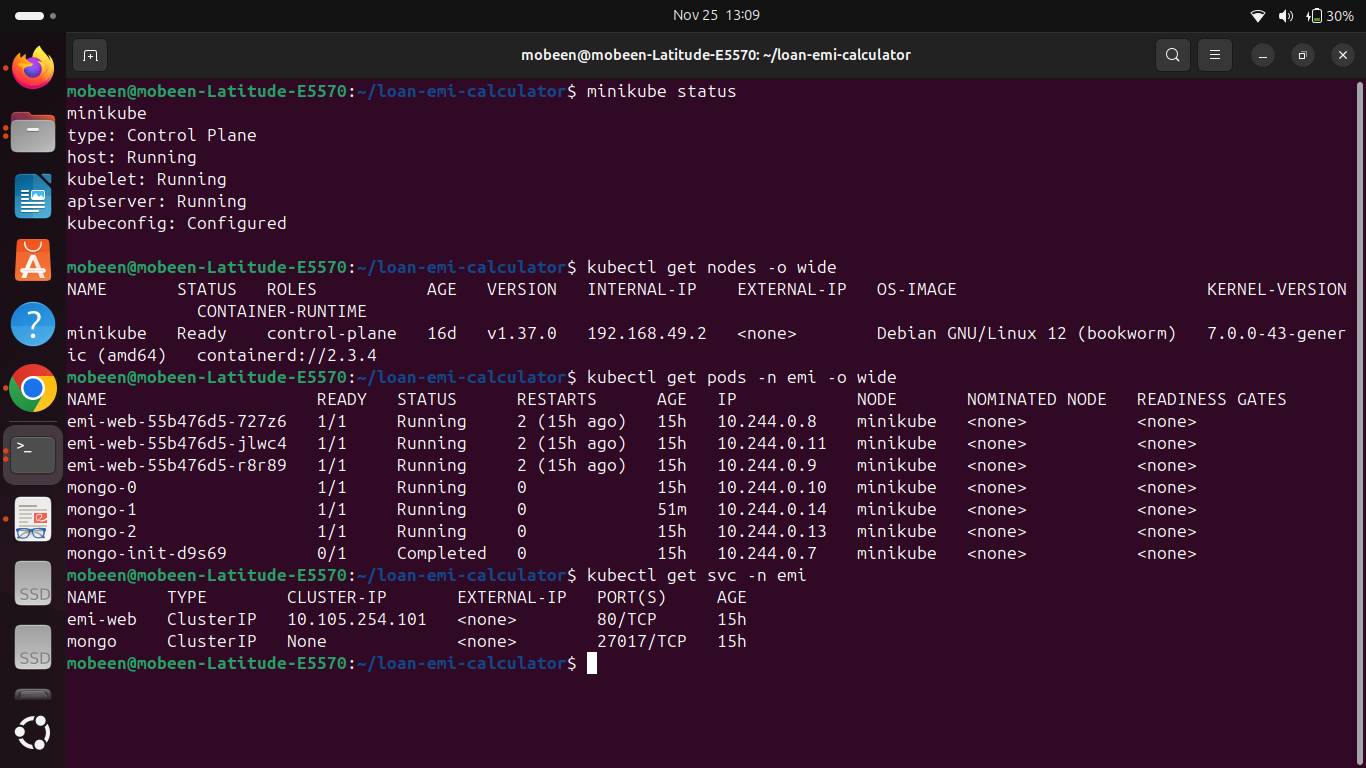 Nov 25 13:09
30%
mobeen@mobeen-Latitude-E5570: ~/loan-emi-calculator
mobeen@mobeen-Latitude-E5570:~/loan-emi-calculator$ minikube status
minikube
type: Control Plane
host: Running
kubelet: Running
apiserver: Running
kubeconfig: Configured
mobeen@mobeen-Latitude-E5570:~/loan-emi-calculator$ kubectl get nodes -o wide
NAME STATUS ROLES AGE VERSION INTERNAL-IP EXTERNAL-IP OS-IMAGE KERNEL-VERSION
CONTAINER-RUNTIME
minikube Ready control-plane 16d v1.37.0 192.168.49.2 <none> Debian GNU/Linux 12 (bookworm) 7.0.0-43-gener
ic (amd64) containerd://2.3.4
mobeen@mobeen-Latitude-E5570:~/loan-emi-calculator$ kubectl get pods -n emi -o wide
NAME READY STATUS RESTARTS AGE IP NODE NOMINATED NODE READINESS GATES
emi-web-55b476d5-727z6 1/1 Running 2 (15h ago) 15h 10.244.0.8 minikube <none> <none>
emi-web-55b476d5-jlwc4 1/1 Running 2 (15h ago) 15h 10.244.0.11 minikube <none> <none>
emi-web-55b476d5-r8r89 1/1 Running 2 (15h ago) 15h 10.244.0.9 minikube <none> <none>
mongo-0 1/1 Running 0 15h 10.244.0.10 minikube <none> <none>
mongo-1 1/1 Running 0 51m 10.244.0.14 minikube <none> <none>
mongo-2 1/1 Running 0 15h 10.244.0.13 minikube <none> <none>
mongo-init-d9s69 0/1 Completed 0 15h 10.244.0.7 minikube <none> <none>
mobeen@mobeen-Latitude-E5570:~/loan-emi-calculator$ kubectl get svc -n emi
NAME TYPE CLUSTER-IP EXTERNAL-IP PORT(S) AGE
emi-web ClusterIP 10.105.254.101 <none> 80/TCP 15h
mongo ClusterIP None <none> 27017/TCP 15h
mobeen@mobeen-Latitude-E5570:~/loan-emi-calculator$
SSD
SSD